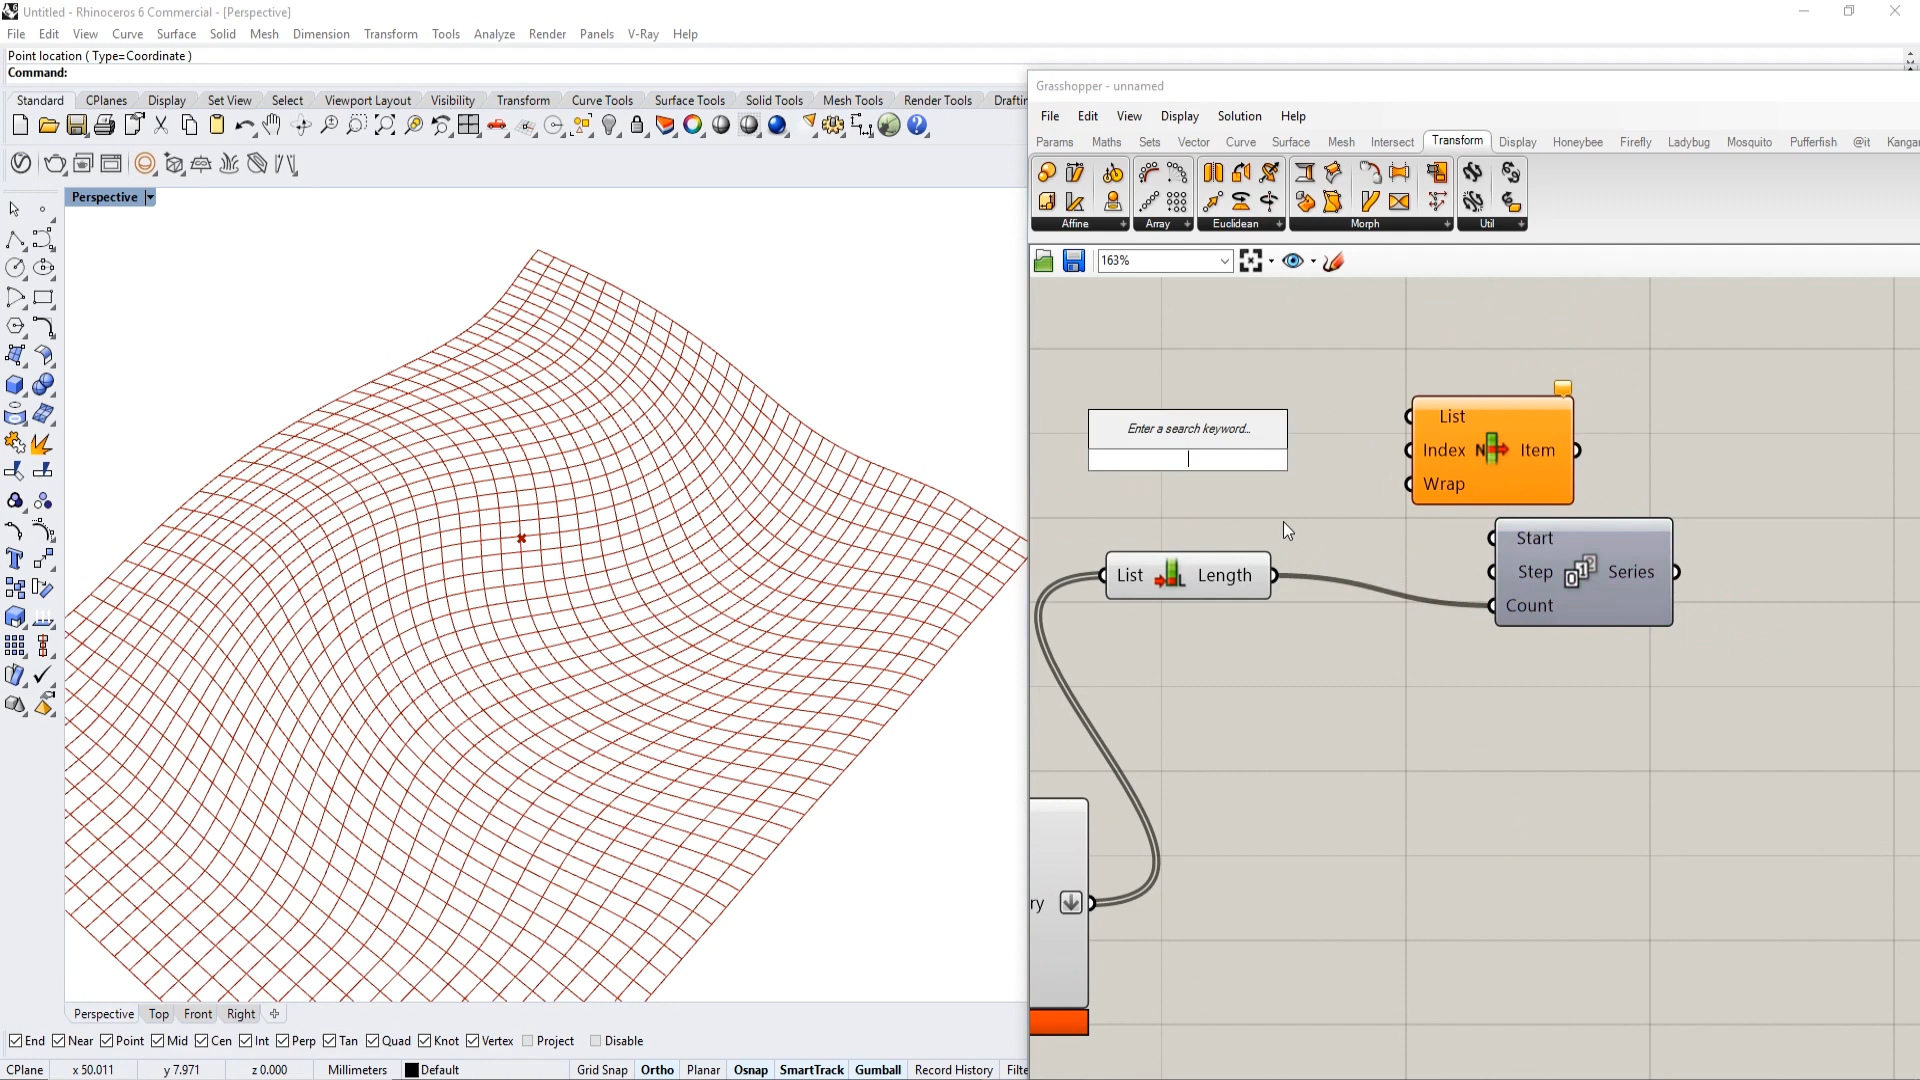 Untitled - Rhinoceros 6 Commercial - [Perspective]
File Edit View Curve Surface Solid Mesh Dimension Transform Tools Analyze Render Panels V-Ray Help
Point location ( Type=Coordinate )
Command:
Standard CPlanes Display Set View Select Viewport Layout Visibility Transform Curve Tools Surface Tools Solid Tools Mesh Tools Render Tools Draftin
Perspective
Grasshopper - unnamed
File Edit View Display Solution Help
Params Maths Sets Vector Curve Surface Mesh Intersect Transform Display Honeybee Firefly Ladybug Mosquito Pufferfish @it Kangar
Affine Array Euclidean Morph Util
163%
Enter a search keyword...
List
Index N Item
Wrap
Start
Step Series
Count
List L Length
ry
Perspective Top Front Right
End Near Point Mid Cen Int Perp Tan Quad Knot Vertex Project Disable
CPlane x 50.011 y 7.971 z 0.000 Millimeters Default Grid Snap Ortho Planar Osnap SmartTrack Gumball Record History Filte